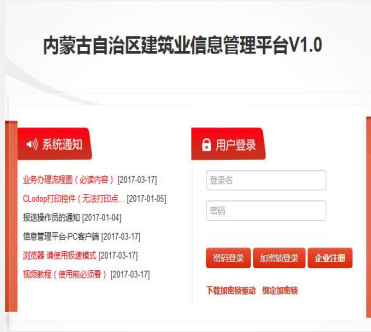 内蒙古自治区建筑业信息管理平台V1.0
系统通知
业务办理流程图（必读内容）[2017-03-17]
CLodop打印控件（无法打印点... [2017-01-05]
报送操作员的通知 [2017-01-04]
信息管理平台-PC客户端 [2017-03-17]
浏览器 请使用极速模式 [2017-03-17]
视频教程（使用前必须看）[2017-03-17]
用户登录
登录名
密码
密码登录 加密锁登录 企业注册
下载加密锁驱动 绑定加密锁